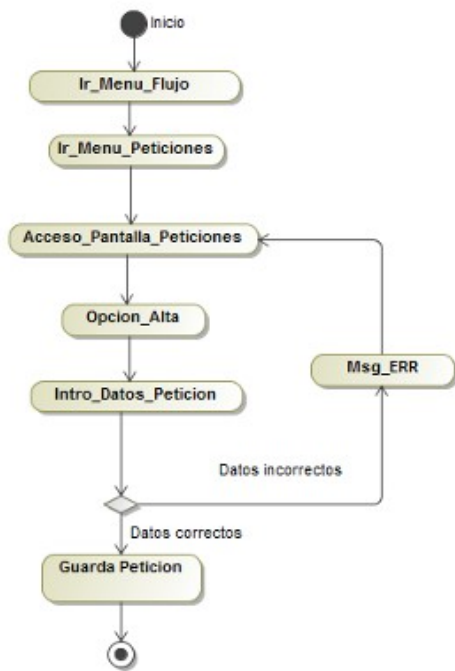 Inicio
Ir_Menu_Flujo
Ir_Menu_Peticiones
Acceso_Pantalla_Peticiones
Opcion_Alta
Msg_ERR
Intro_Datos_Peticion
Datos incorrectos
Datos correctos
Guarda Peticion